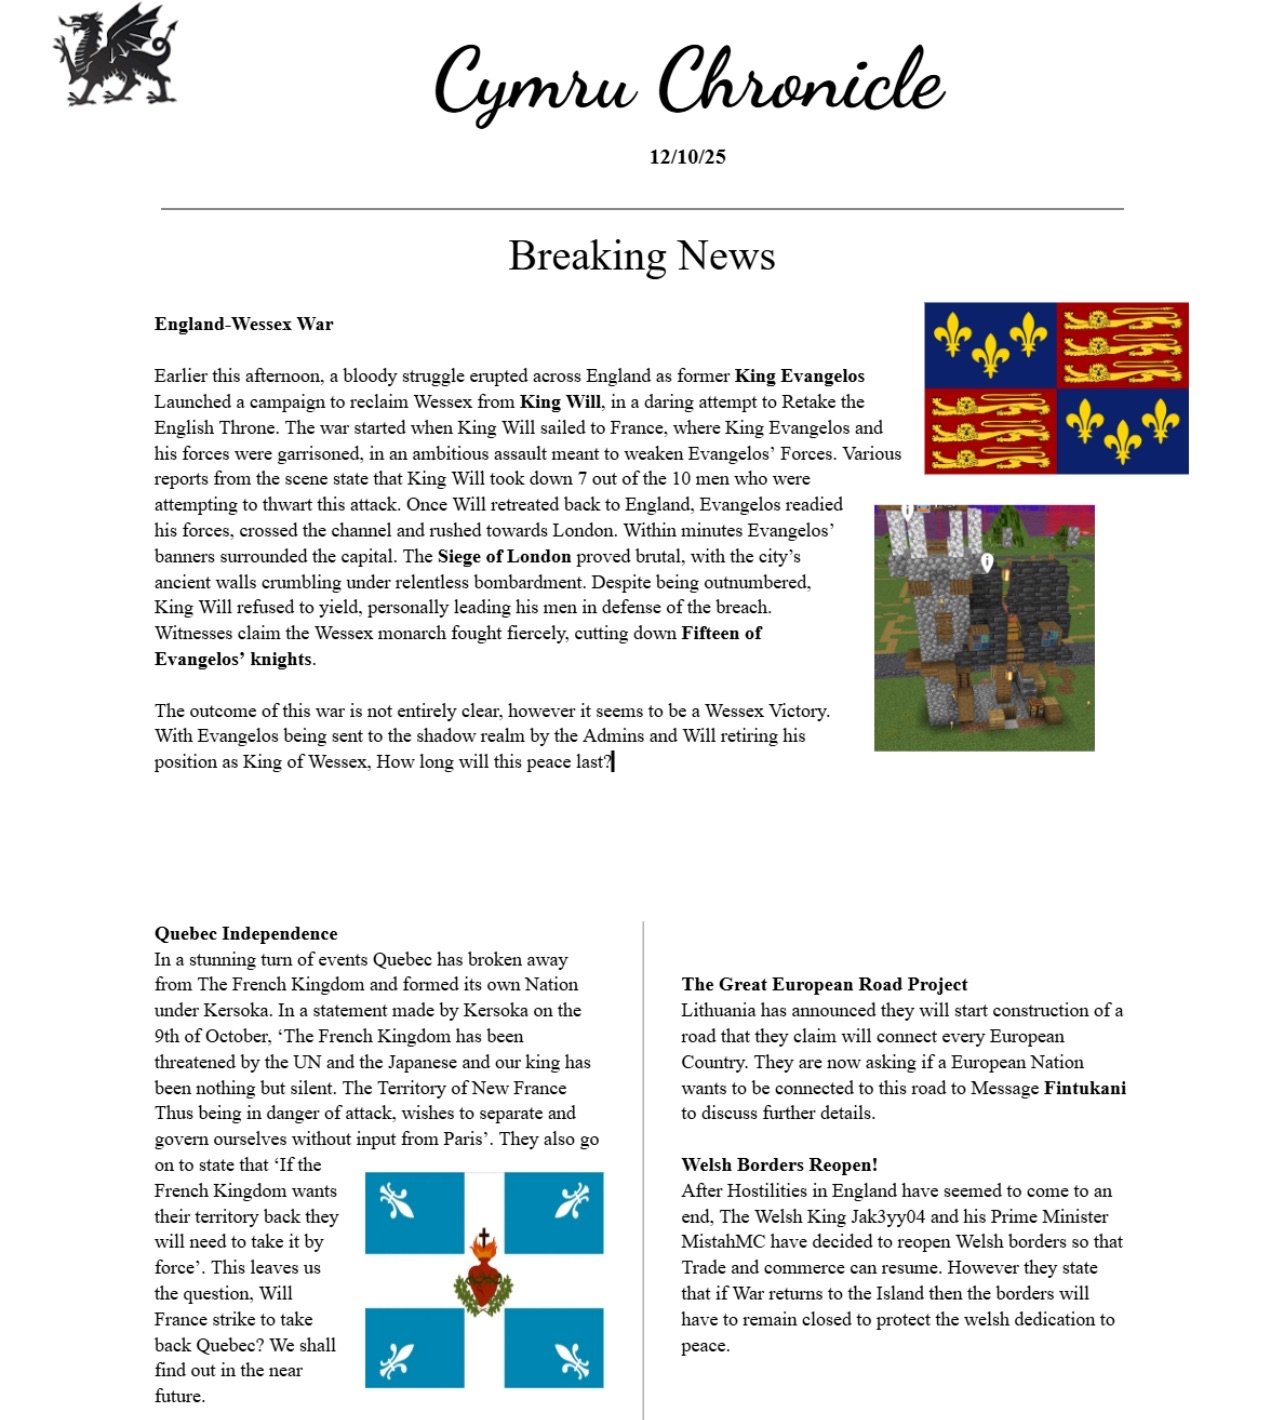 Cymru Chronicle
12/10/25
Breaking News
England-Wessex War
Earlier this afternoon, a bloody struggle erupted across England as former King Evangelos
Launched a campaign to reclaim Wessex from King Will, in a daring attempt to Retake the
English Throne. The war started when King Will sailed to France, where King Evangelos and
his forces were garrisoned, in an ambitious assault meant to weaken Evangelos’ Forces. Various
reports from the scene state that King Will took down 7 out of the 10 men who were
attempting to thwart this attack. Once Will retreated back to England, Evangelos readied
his forces, crossed the channel and rushed towards London. Within minutes Evangelos’
banners surrounded the capital. The Siege of London proved brutal, with the city’s
ancient walls crumbling under relentless bombardment. Despite being outnumbered,
King Will refused to yield, personally leading his men in defense of the breach.
Witnesses claim the Wessex monarch fought fiercely, cutting down Fifteen of
Evangelos’ knights.
The outcome of this war is not entirely clear, however it seems to be a Wessex Victory.
With Evangelos being sent to the shadow realm by the Admins and Will retiring his
position as King of Wessex, How long will this peace last?
Quebec Independence
In a stunning turn of events Quebec has broken away
from The French Kingdom and formed its own Nation
under Kersoka. In a statement made by Kersoka on the
9th of October, ‘The French Kingdom has been
threatened by the UN and the Japanese and our king has
been nothing but silent. The Territory of New France
Thus being in danger of attack, wishes to separate and
govern ourselves without input from Paris’. They also go
on to state that ‘If the
French Kingdom wants
their territory back they
will need to take it by
force’. This leaves us
the question, Will
France strike to take
back Quebec? We shall
find out in the near
future.
The Great European Road Project
Lithuania has announced they will start construction of a
road that they claim will connect every European
Country. They are now asking if a European Nation
wants to be connected to this road to Message Fintukani
to discuss further details.
Welsh Borders Reopen!
After Hostilities in England have seemed to come to an
end, The Welsh King Jak3yy04 and his Prime Minister
MistahMC have decided to reopen Welsh borders so that
Trade and commerce can resume. However they state
that if War returns to the Island then the borders will
have to remain closed to protect the welsh dedication to
peace.